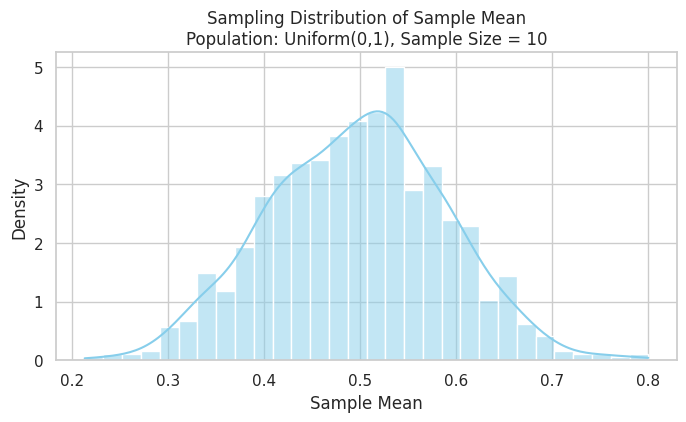 Sampling Distribution of Sample Mean
Population: Uniform(0,1), Sample Size = 10
5
4
3
2
1
0
Density
0.2 0.3 0.4 0.5 0.6 0.7 0.8
Sample Mean